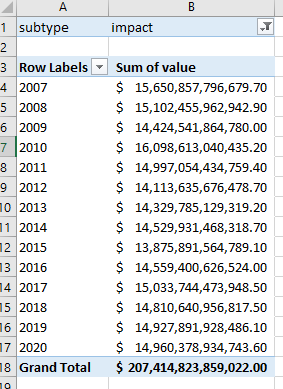 A B
1 subtype impact
2
3 Row Labels Sum of value
4 2007 $ 15,650,857,796,679.70
5 2008 $ 15,102,455,962,942.90
6 2009 $ 14,424,541,864,780.00
7 2010 $ 16,098,613,040,435.20
8 2011 $ 14,997,054,434,759.40
9 2012 $ 14,113,635,676,478.70
10 2013 $ 14,329,785,129,319.20
11 2014 $ 14,529,931,468,318.70
12 2015 $ 13,875,891,564,789.10
13 2016 $ 14,559,400,626,524.00
14 2017 $ 15,033,744,473,948.50
15 2018 $ 14,810,640,956,817.50
16 2019 $ 14,927,891,928,486.10
17 2020 $ 14,960,378,934,743.60
18 Grand Total $ 207,414,823,859,022.00
19